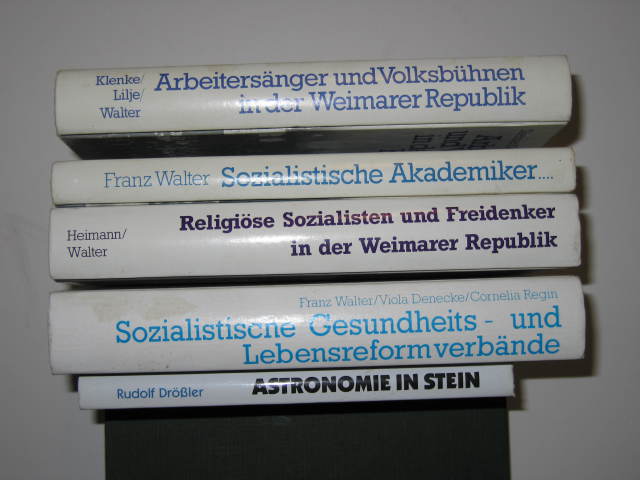 Klenke/
Lilje/
Walter
Arbeitersänger und Volksbühnen
in der Weimarer Republik
Franz Walter Sozialistische Akademiker....
Heimann/
Walter
Religiöse Sozialisten und Freidenker
in der Weimarer Republik
Franz Walter/Viola Denecke/Cornelia Regin
Sozialistische Gesundheits- und
Lebensreformverbände
Rudolf Drößler ASTRONOMIE IN STEIN